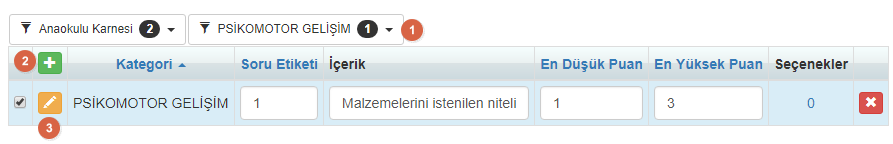 Anaokulu Karnesi 2 PSİKOMOTOR GELİŞİM 1 1
2 Kategori Soru Etiketi İçerik En Düşük Puan En Yüksek Puan Seçenekler
PSİKOMOTOR GELİŞİM 1 Malzemelerini istenilen niteli 1 3 0
3